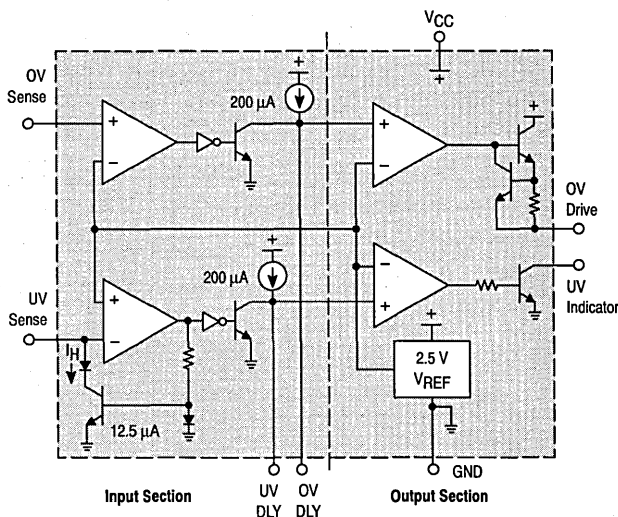 VCC
OV
Sense
200 µA
+
+
+
+
+
−
−
OV
Drive
200 µA
+
−
UV
Sense
+
−
+
UV
Indicator
IH
+
2.5 V
VREF
12.5 µA
GND
Input Section
UV
DLY
OV
DLY
Output Section